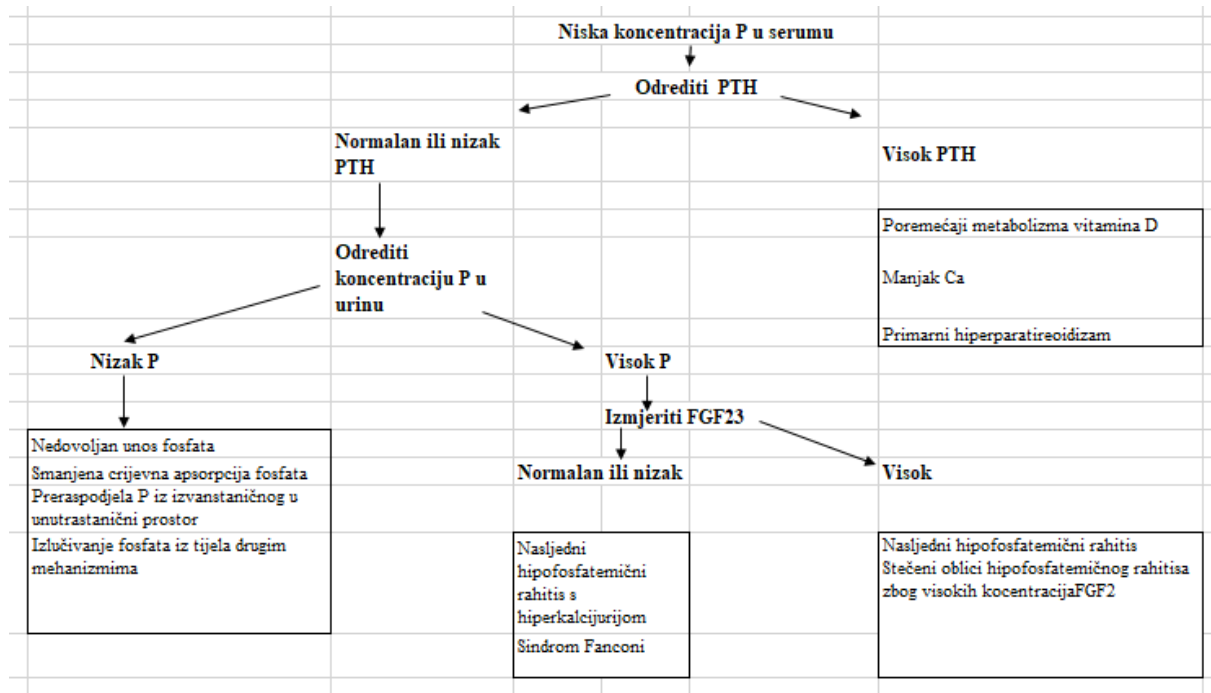 Niska koncentracija P u serumu
Odrediti PTH
Normalan ili nizak
PTH
Visok PTH
Poremećaji metabolizma vitamina D
Manjak Ca
Primarni hiperparatireoidizam
Odrediti
koncentraciju P u
urinu
Nizak P
Visok P
Izmjeriti FGF23
Nedovoljan unos fosfata
Smanjena crijevna apsorpcija fosfata
Preraspodjela P iz izvanstaničnog u
unutrastanični prostor
Izlučivanje fosfata iz tijela drugim
mehanizmima
Normalan ili nizak
Visok
Nasljedni
hipofosfatemični
rahitis s
hiperkalcijurijom
Sindrom Fanconi
Nasljedni hipofosfatemični rahitis
Stečeni oblici hipofosfatemičnog rahitisa
zbog visokih kocentracijaFGF2